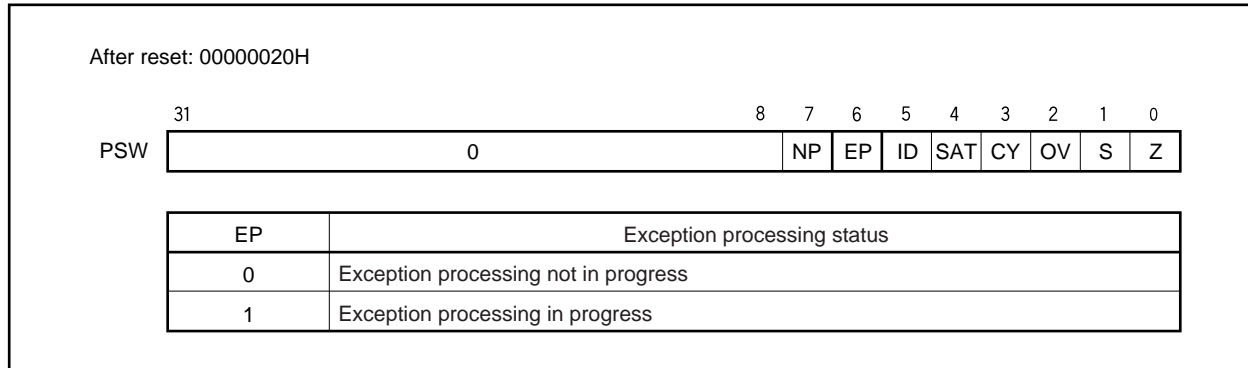 After reset: 00000020H
31 8 7 6 5 4 3 2 1 0
PSW 0 NP EP ID SAT CY OV S Z
EP Exception processing status
0 Exception processing not in progress
1 Exception processing in progress